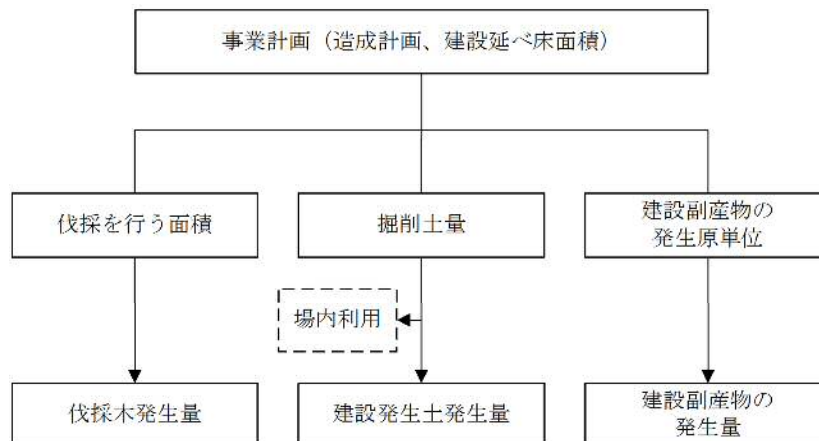 事業計画（造成計画、建設延べ床面積）
伐採を行う面積
掘削土量
建設副産物の
発生原単位
場内利用
伐採木発生量
建設発生土発生量
建設副産物の
発生量